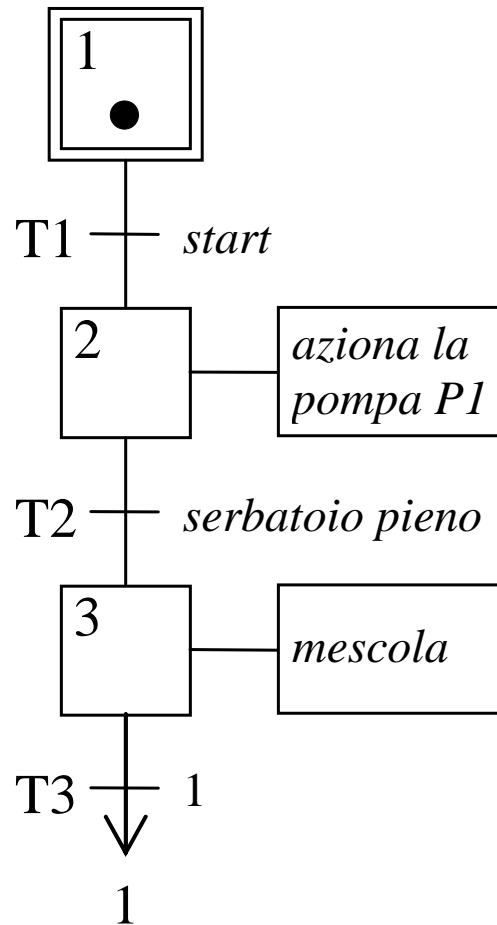 1
T1 start
2
aziona la
pompa P1
T2 serbatoio pieno
3
mescola
T3 1
1